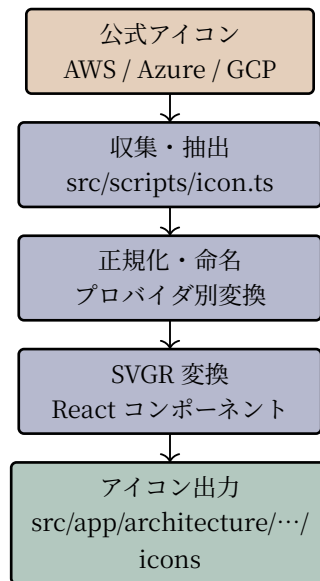 公式アイコン
AWS / Azure / GCP
収集・抽出
src/scripts/icon.ts
正規化・命名
プロバイダ別変換
SVGR 変換
React コンポーネント
アイコン出力
src/app/architecture/…/
icons